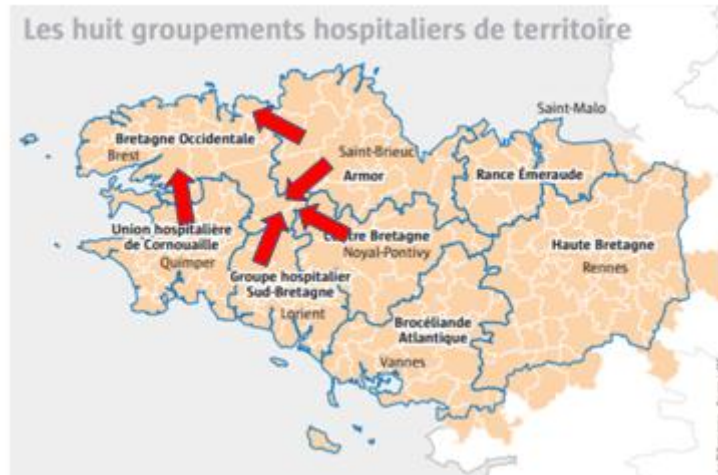 Les huit groupements hospitaliers de territoire
Saint-Malo
Bretagne Occidentale
Brest
Saint-Brieuc
Armor
Rance Émeraude
Union hospitalière
de Cornouaille
Quimper
Bretagne
Noyal-Pontivy
Haute Bretagne
Rennes
Groupe hospitalier
Sud-Bretagne
Lorient
Brocéliande
Atlantique
Vannes